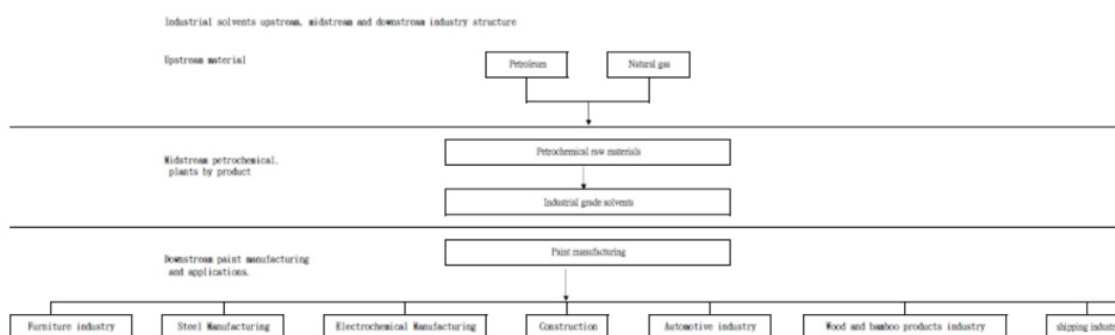 Industrial solvents upstream, midstream and downstream industry structure
Upstream material
Petroleum
Natural gas
Petrochemical raw materials
Midstream petrochemical.
plants by product
Industrial grade solvents
Paint manufacturing
Downstream paint manufacturing
and applications.
Furniture industry
Steel Manufacturing
Electrochemical Manufacturing
Construction
Automotive industry
Wood and bamboo products industry
shipping indust